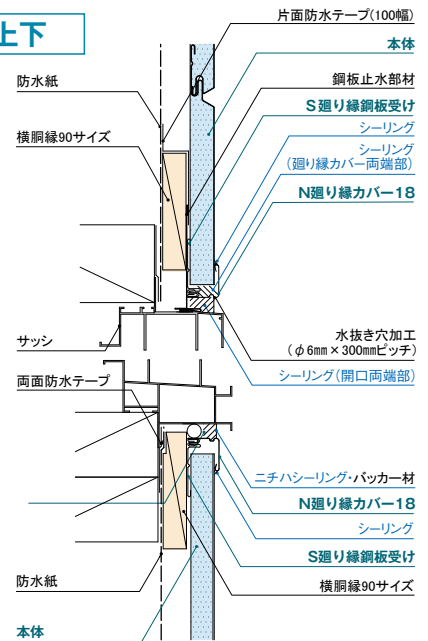 上下
片面防水テープ(100幅)
本体
防水紙
鋼板止水部材
S廻り縁鋼板受け
横胴縁90サイズ
シーリング
シーリング
(廻り縁カバー両端部)
N廻り縁カバー18
サッシ
水抜き穴加工
(φ6mm×300mmピッチ)
両面防水テープ
シーリング(開口両端部)
ニチハシーリング・バッカー材
N廻り縁カバー18
シーリング
S廻り縁鋼板受け
防水紙
横胴縁90サイズ
本体